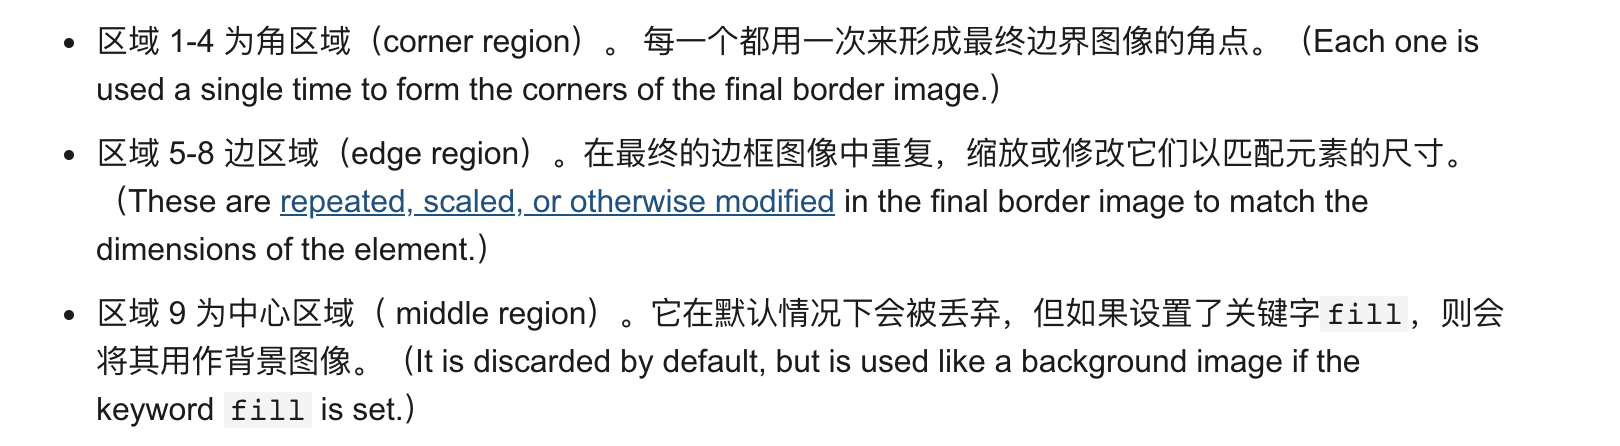 • 区域 1-4 为角区域（corner region）。 每一个都用一次来形成最终边界图像的角点。（Each one is
used a single time to form the corners of the final border image.）
• 区域 5-8 边区域（edge region）。在最终的边框图像中重复，缩放或修改它们以匹配元素的尺寸。
（These are repeated, scaled, or otherwise modified in the final border image to match the
dimensions of the element.）
• 区域 9 为中心区域（ middle region）。它在默认情况下会被丢弃，但如果设置了关键字fill，则会
将其用作背景图像。（It is discarded by default, but is used like a background image if the
keyword fill is set.）